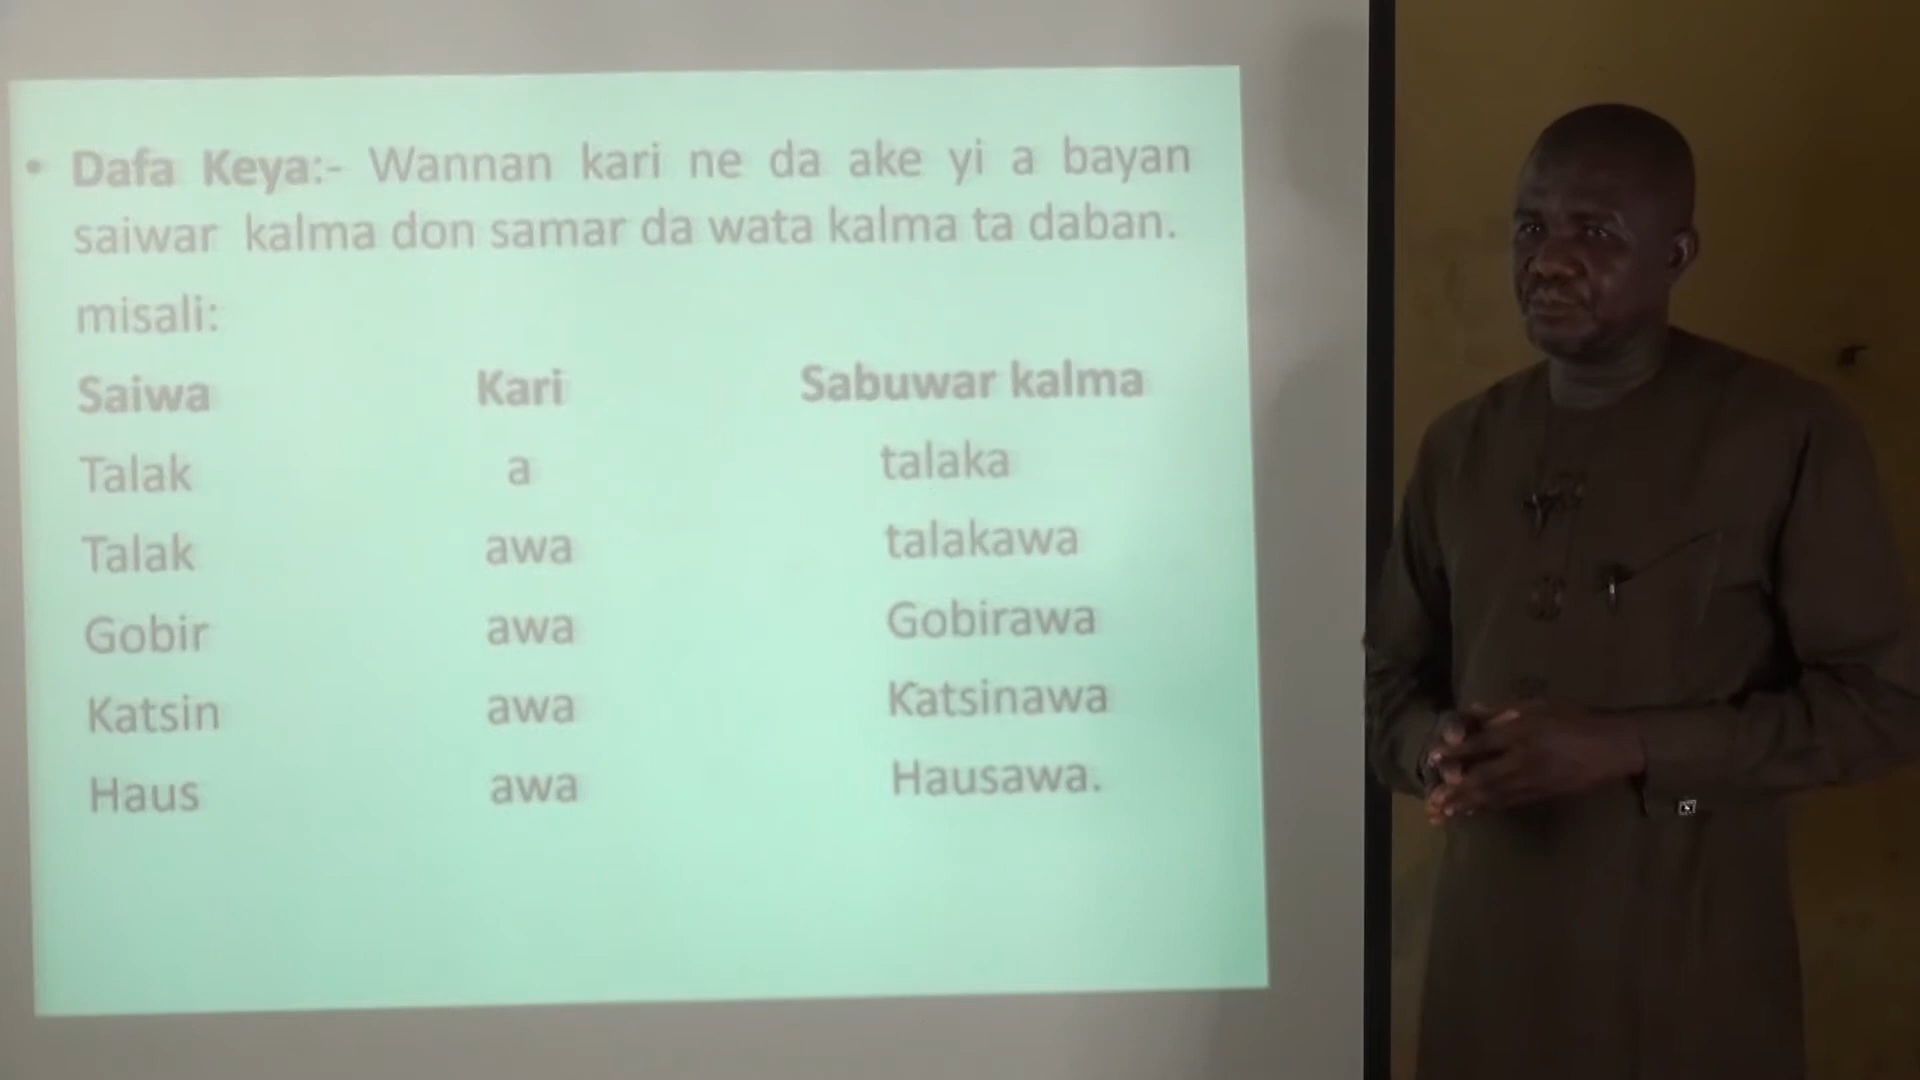 • Dafa Keya:- Wannan kari ne da ake yi a bayan
saiwar kalma don samar da wata kalma ta daban.
misali:
Saiwa Kari Sabuwar kalma
Talak a talaka
Talak awa talakawa
Gobir awa Gobirawa
Katsin awa Katsinawa
Haus awa Hausawa.